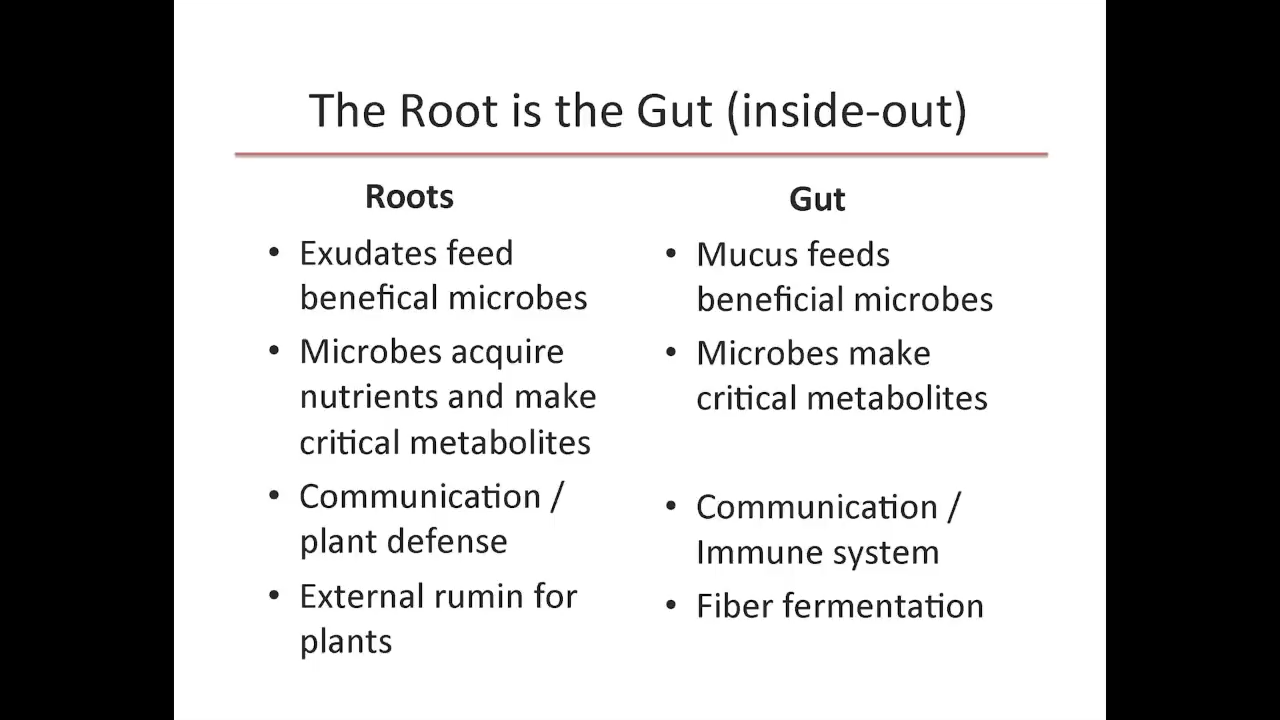 The Root is the Gut (inside-out)
Roots
• Exudates feed
benefical microbes
• Microbes acquire
nutrients and make
critical metabolites
• Communication /
plant defense
• External rumin for
plants
Gut
• Mucus feeds
beneficial microbes
• Microbes make
critical metabolites
• Communication /
Immune system
• Fiber fermentation